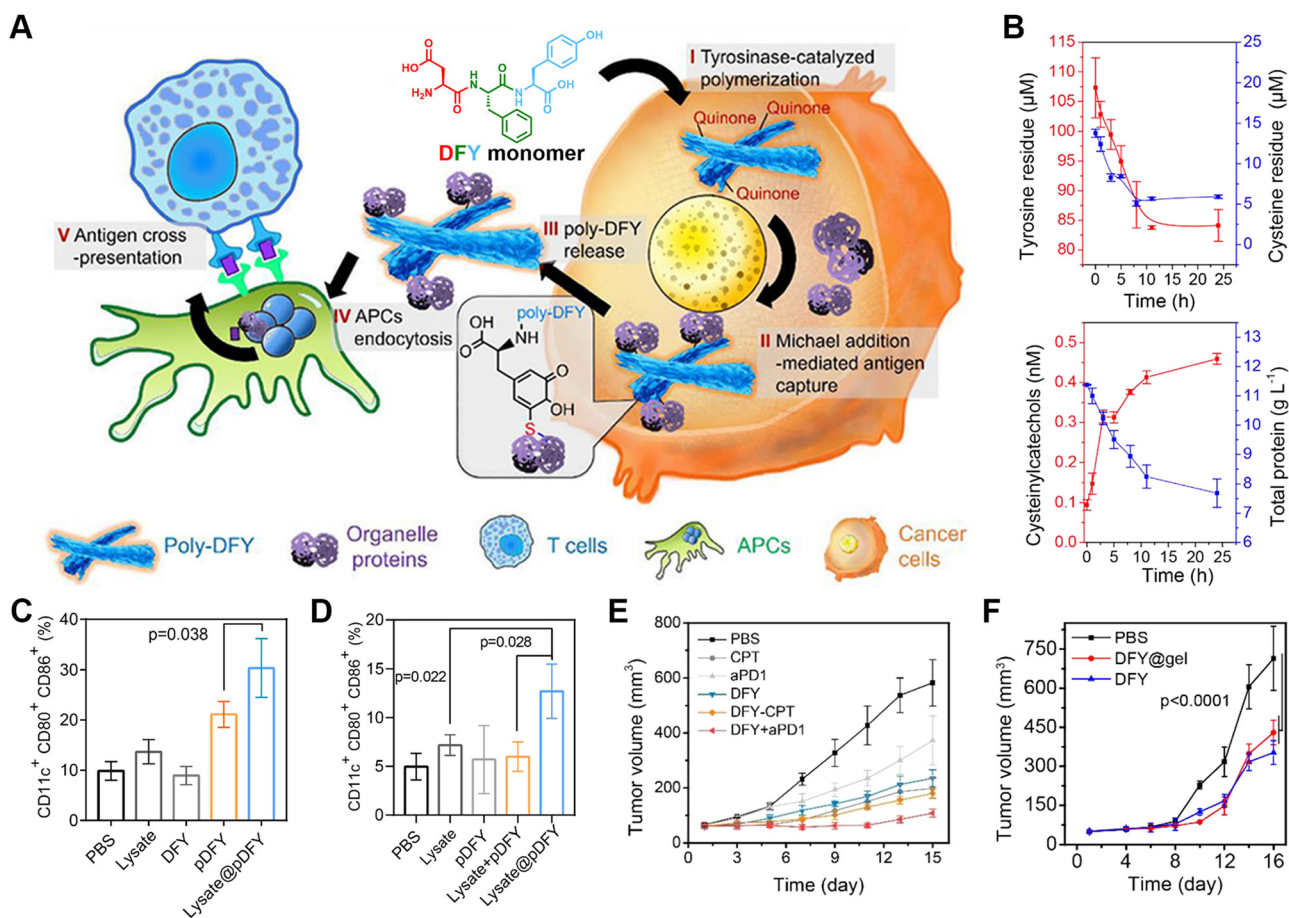 A
HO
O
O
H₂N
H
N
O
N
H
O
OH
OH
DFY monomer
I Tyrosinase-catalyzed
polymerization
Quinone
Quinone
Quinone
V Antigen cross
-presentation
III poly-DFY
release
IV APCs
endocytosis
poly-DFY
OH
NH
O
O
OH
S
II Michael addition
-mediated antigen
capture
Poly-DFY
Organelle
proteins
T cells
APCs
Cancer
cells
B
Tyrosine residue (µM)
115
110
105
100
95
90
85
80
25
20
15
10
5
0
Cysteine residue (µM)
0 5 10 15 20 25
Time (h)
Cysteinylcatechols (nM)
0.5
0.4
0.3
0.2
0.1
0.0
13
12
11
10
9
8
7
6
Total protein (g L⁻¹)
0 5 10 15 20 25
Time (h)
C
CD11c⁺ CD80⁺ CD86⁺ (%)
40
30
20
10
0
p=0.038
PBS
Lysate
DFY
pDFY
Lysate@pDFY
D
CD11c⁺ CD80⁺ CD86⁺ (%)
20
15
10
5
0
p=0.028
p=0.022
PBS
Lysate
pDFY
Lysate+pDFY
Lysate@pDFY
E
Tumor volume (mm³)
800
600
400
200
0
PBS
CPT
aPD1
DFY
DFY-CPT
DFY+aPD1
3 6 9 12 15
Time (day)
F
Tumor volume (mm³)
750
600
450
300
150
0
PBS
DFY@gel
DFY
p<0.0001
0 4 6 8 10 12 14 16
Time (day)